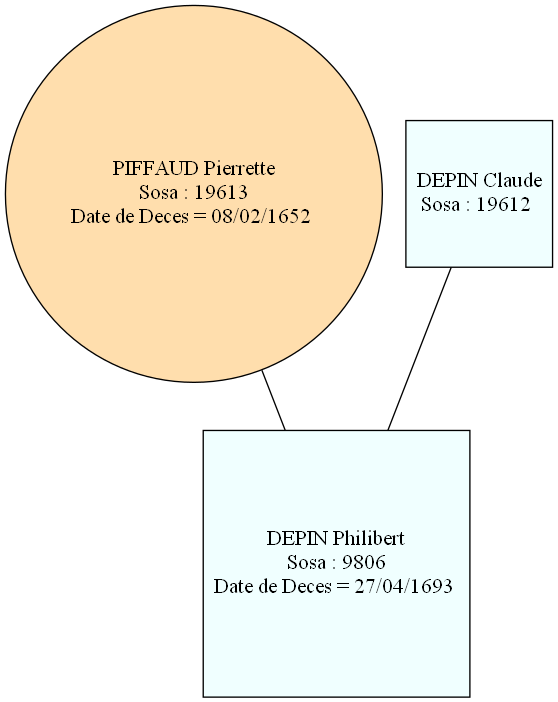 PIFFAUD Pierrette
Sosa : 19613
Date de Deces = 08/02/1652
DEPIN Claude
Sosa : 19612
DEPIN Philibert
Sosa : 9806
Date de Deces = 27/04/1693